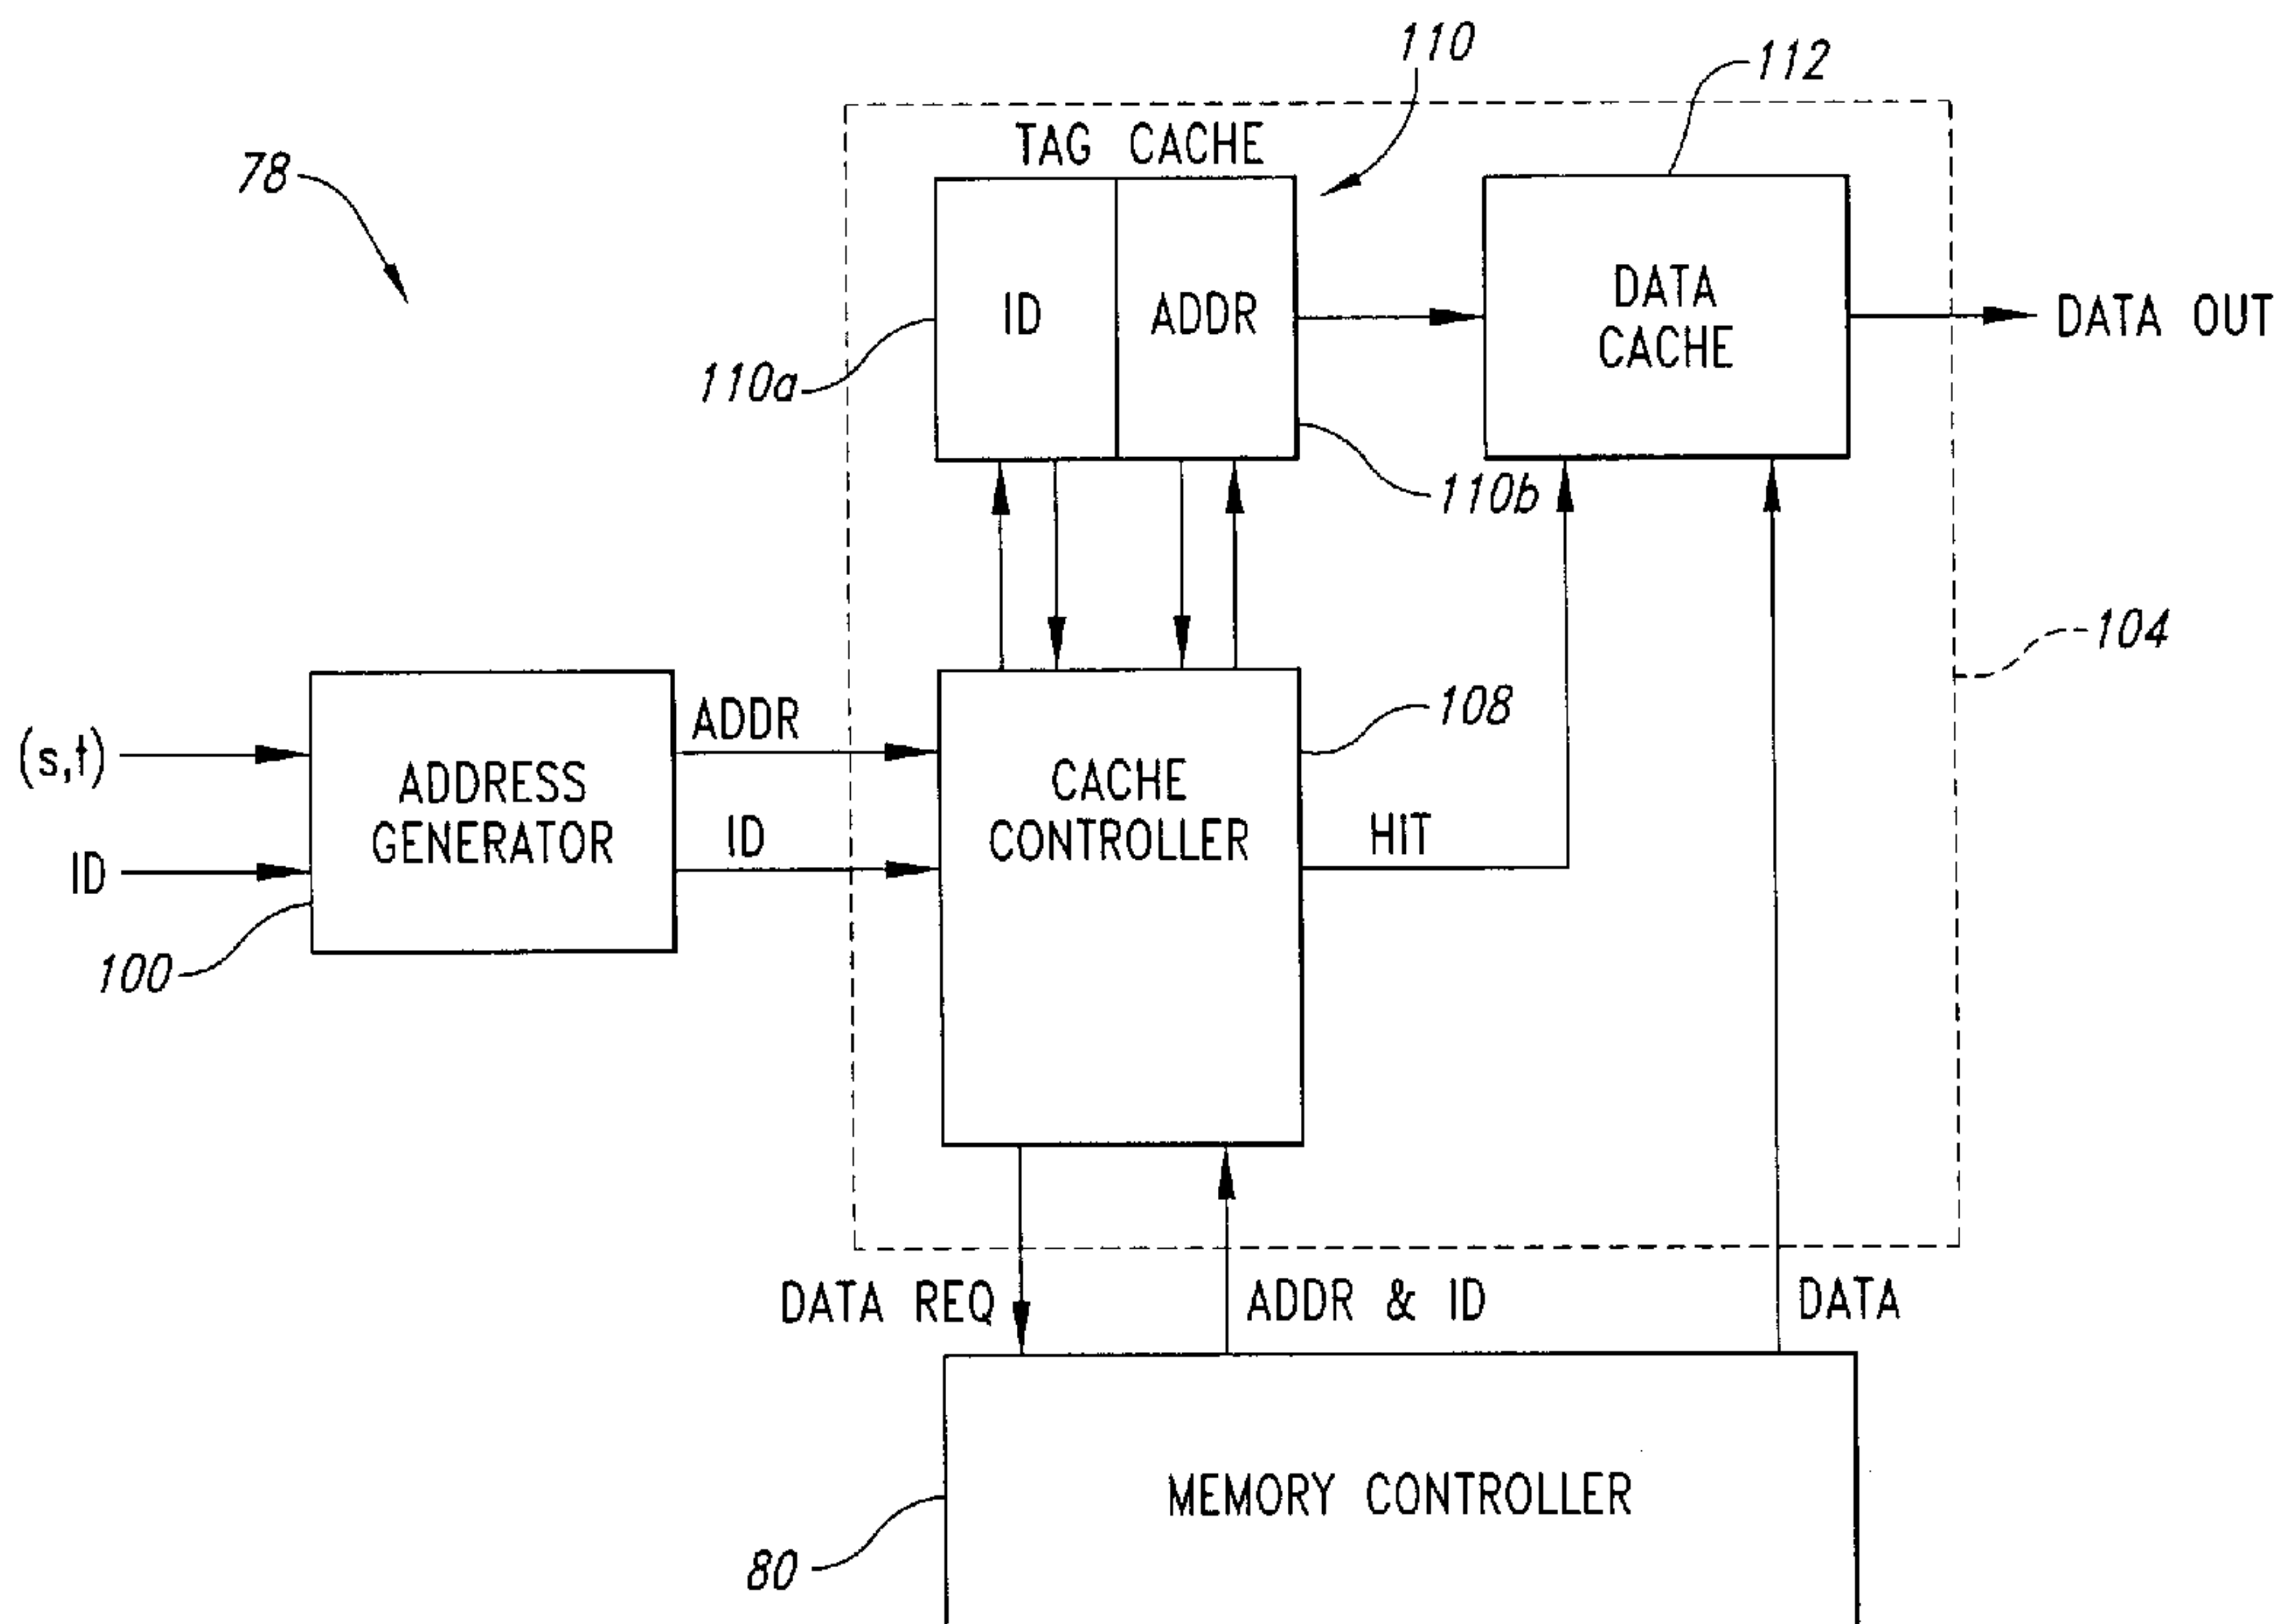 110
112
TAG CACHE
78
ID
ADDR
DATA
CACHE
DATA OUT
110a
110b
104
108
(s,t)
ADDR
ADDRESS
GENERATOR
CACHE
CONTROLLER
ID
ID
HIT
100
DATA REQ
ADDR & ID
DATA
MEMORY CONTROLLER
80